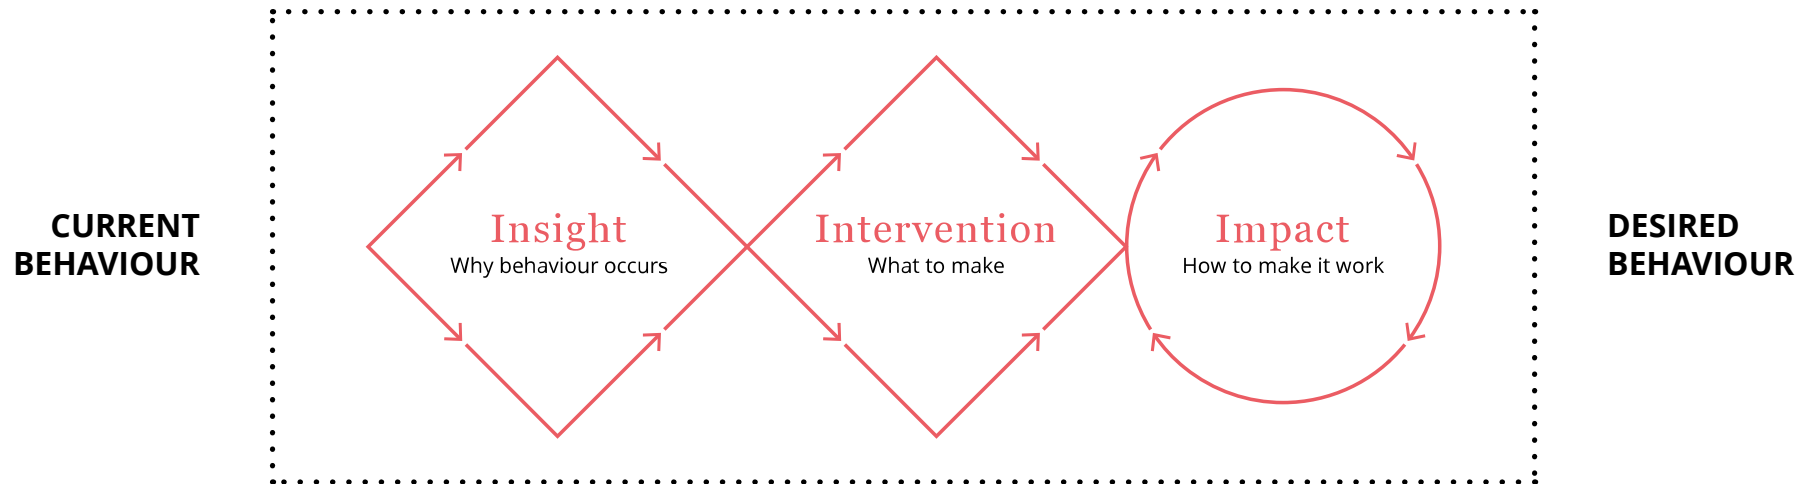 CURRENT
BEHAVIOUR
Insight
Why behaviour occurs
Intervention
What to make
Impact
How to make it work
DESIRED
BEHAVIOUR